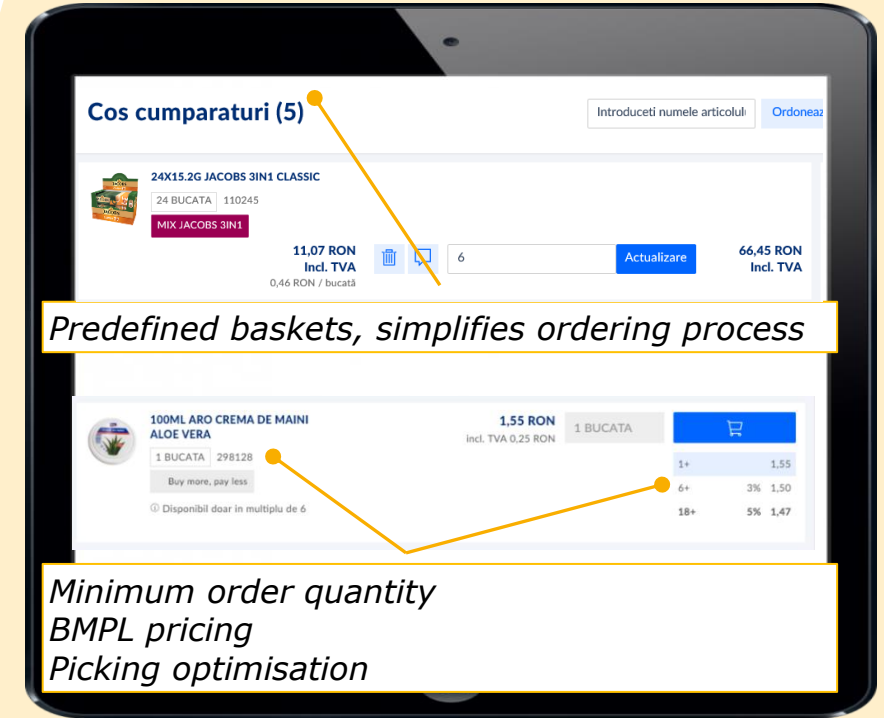 Cos cumparaturi (5)
Introduceti numele articolul
Ordoneaz
24X15.2G JACOBS 3IN1 CLASSIC
24 BUCATA 110245
MIX JACOBS 3IN1
11,07 RON
Incl. TVA
0,46 RON / bucată
6
Actualizare
66,45 RON
Incl. TVA
Predefined baskets, simplifies ordering process
100ML ARO CREMA DE MAINI
ALOE VERA
1 BUCATA 298128
Buy more, pay less
Disponibil doar in multiplu de 6
1,55 RON
incl. TVA 0,25 RON
1 BUCATA
1+ 1,55
6+ 3% 1,50
18+ 5% 1,47
Minimum order quantity
BMPL pricing
Picking optimisation